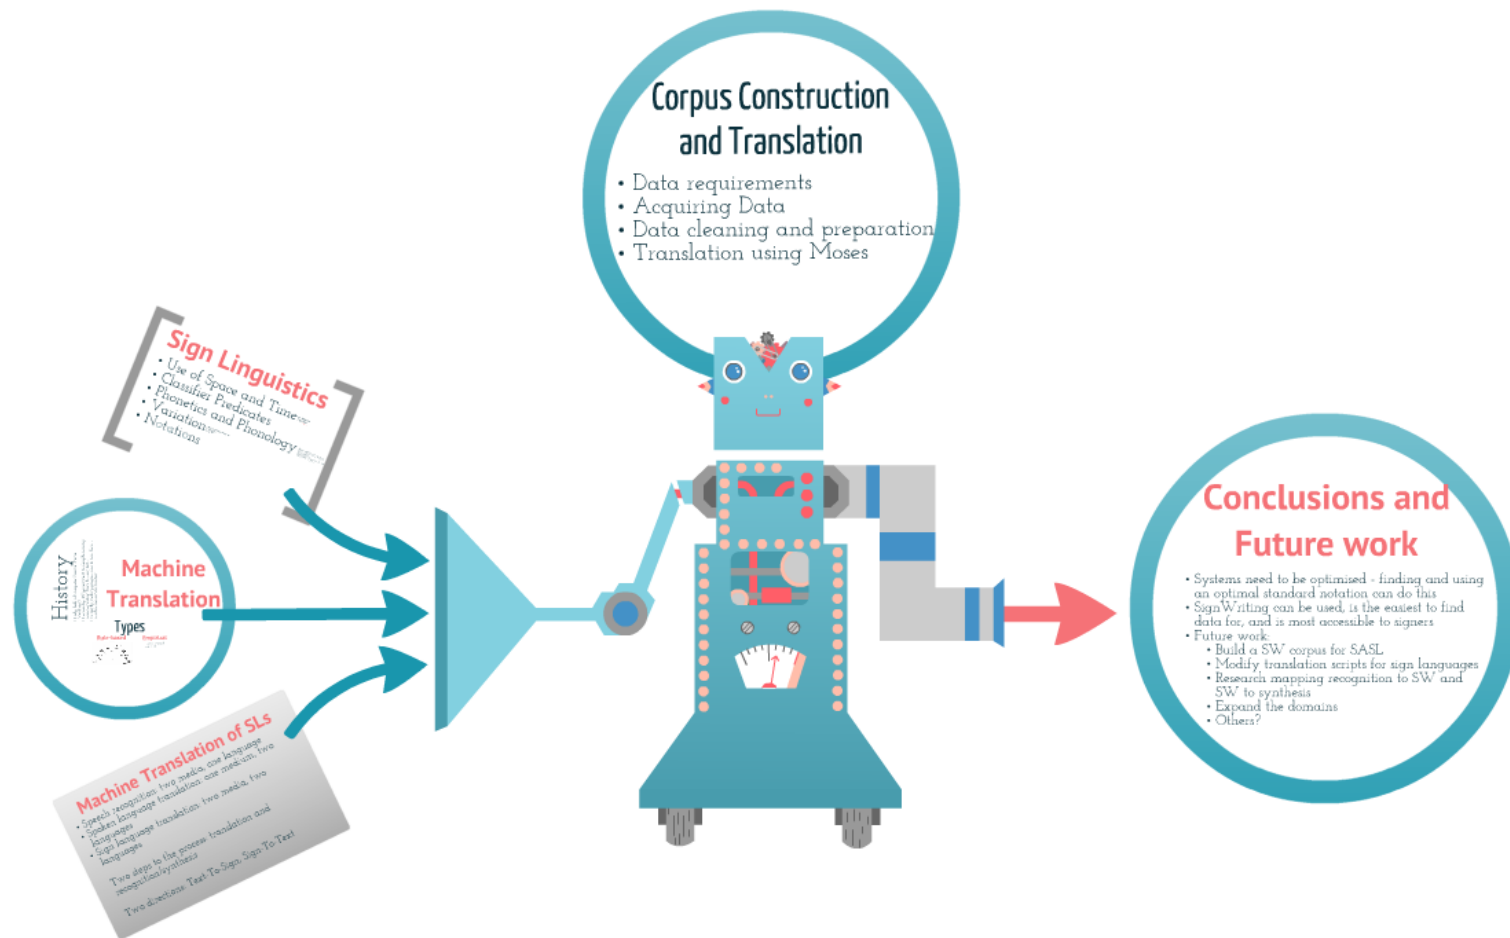 Corpus Construction
and Translation
• Data requirements
• Acquiring Data
• Data cleaning and preparation
• Translation using Moses
Sign Linguistics
• Use of Space and Time
• Classifier Predicates
• Phonetics and Phonology
• Variation
• Notations
History
Machine
Translation
Types
Rule-based
Empirical
Machine Translation of SLs
• Speech recognition: two media, one language
• Spoken language translation: one medium, two
languages
• Sign language translation: two media, two
languages
Two steps to the process: translation and
recognition/synthesis
Two directions: Text-To-Sign, Sign-To-Text
Conclusions and
Future work
• Systems need to be optimised - finding and using
an optimal standard notation can do this
• SignWriting can be used, is the easiest to find
data for, and is most accessible to signers
• Future work:
• Build a SW corpus for SASL
• Modify translation scripts for sign languages
• Research mapping recognition to SW and
SW to synthesis
• Expand the domains
• Others?